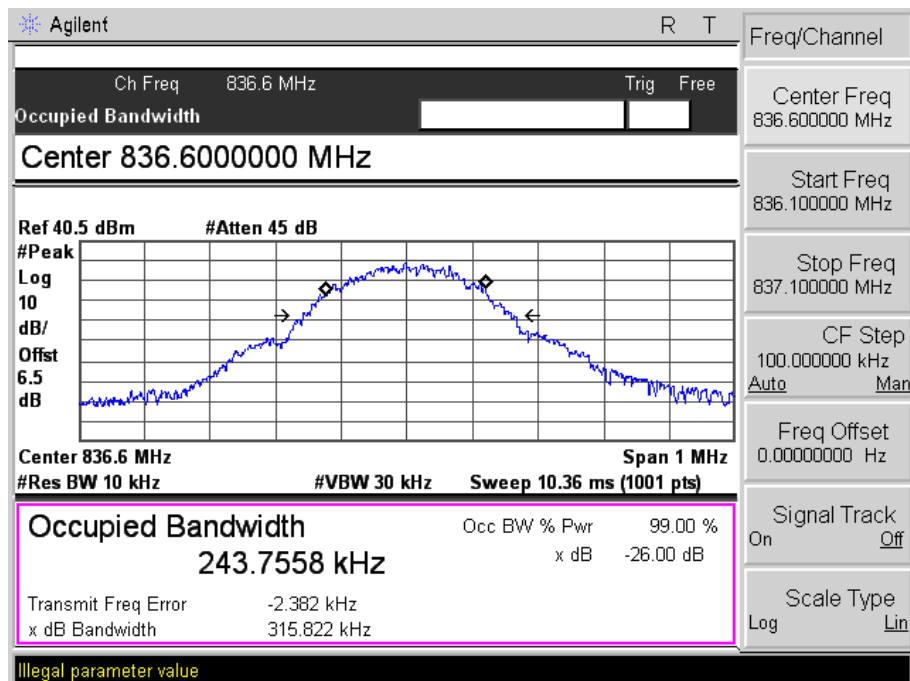 Agilent R T
Ch Freq 836.6 MHz Trig Free
Occupied Bandwidth
Center 836.6000000 MHz
Ref 40.5 dBm #Atten 45 dB
#Peak
Log
10
dB/
Offst
6.5
dB
Center 836.6 MHz Span 1 MHz
#Res BW 10 kHz #VBW 30 kHz Sweep 10.36 ms (1001 pts)
Occupied Bandwidth Occ BW % Pwr 99.00 %
243.7558 kHz x dB -26.00 dB
Transmit Freq Error -2.382 kHz
x dB Bandwidth 315.822 kHz
Illegal parameter value
Freq/Channel
Center Freq
836.600000 MHz
Start Freq
836.100000 MHz
Stop Freq
837.100000 MHz
CF Step
100.000000 kHz
Auto Man
Freq Offset
0.00000000 Hz
Signal Track
On Off
Scale Type
Log Lin